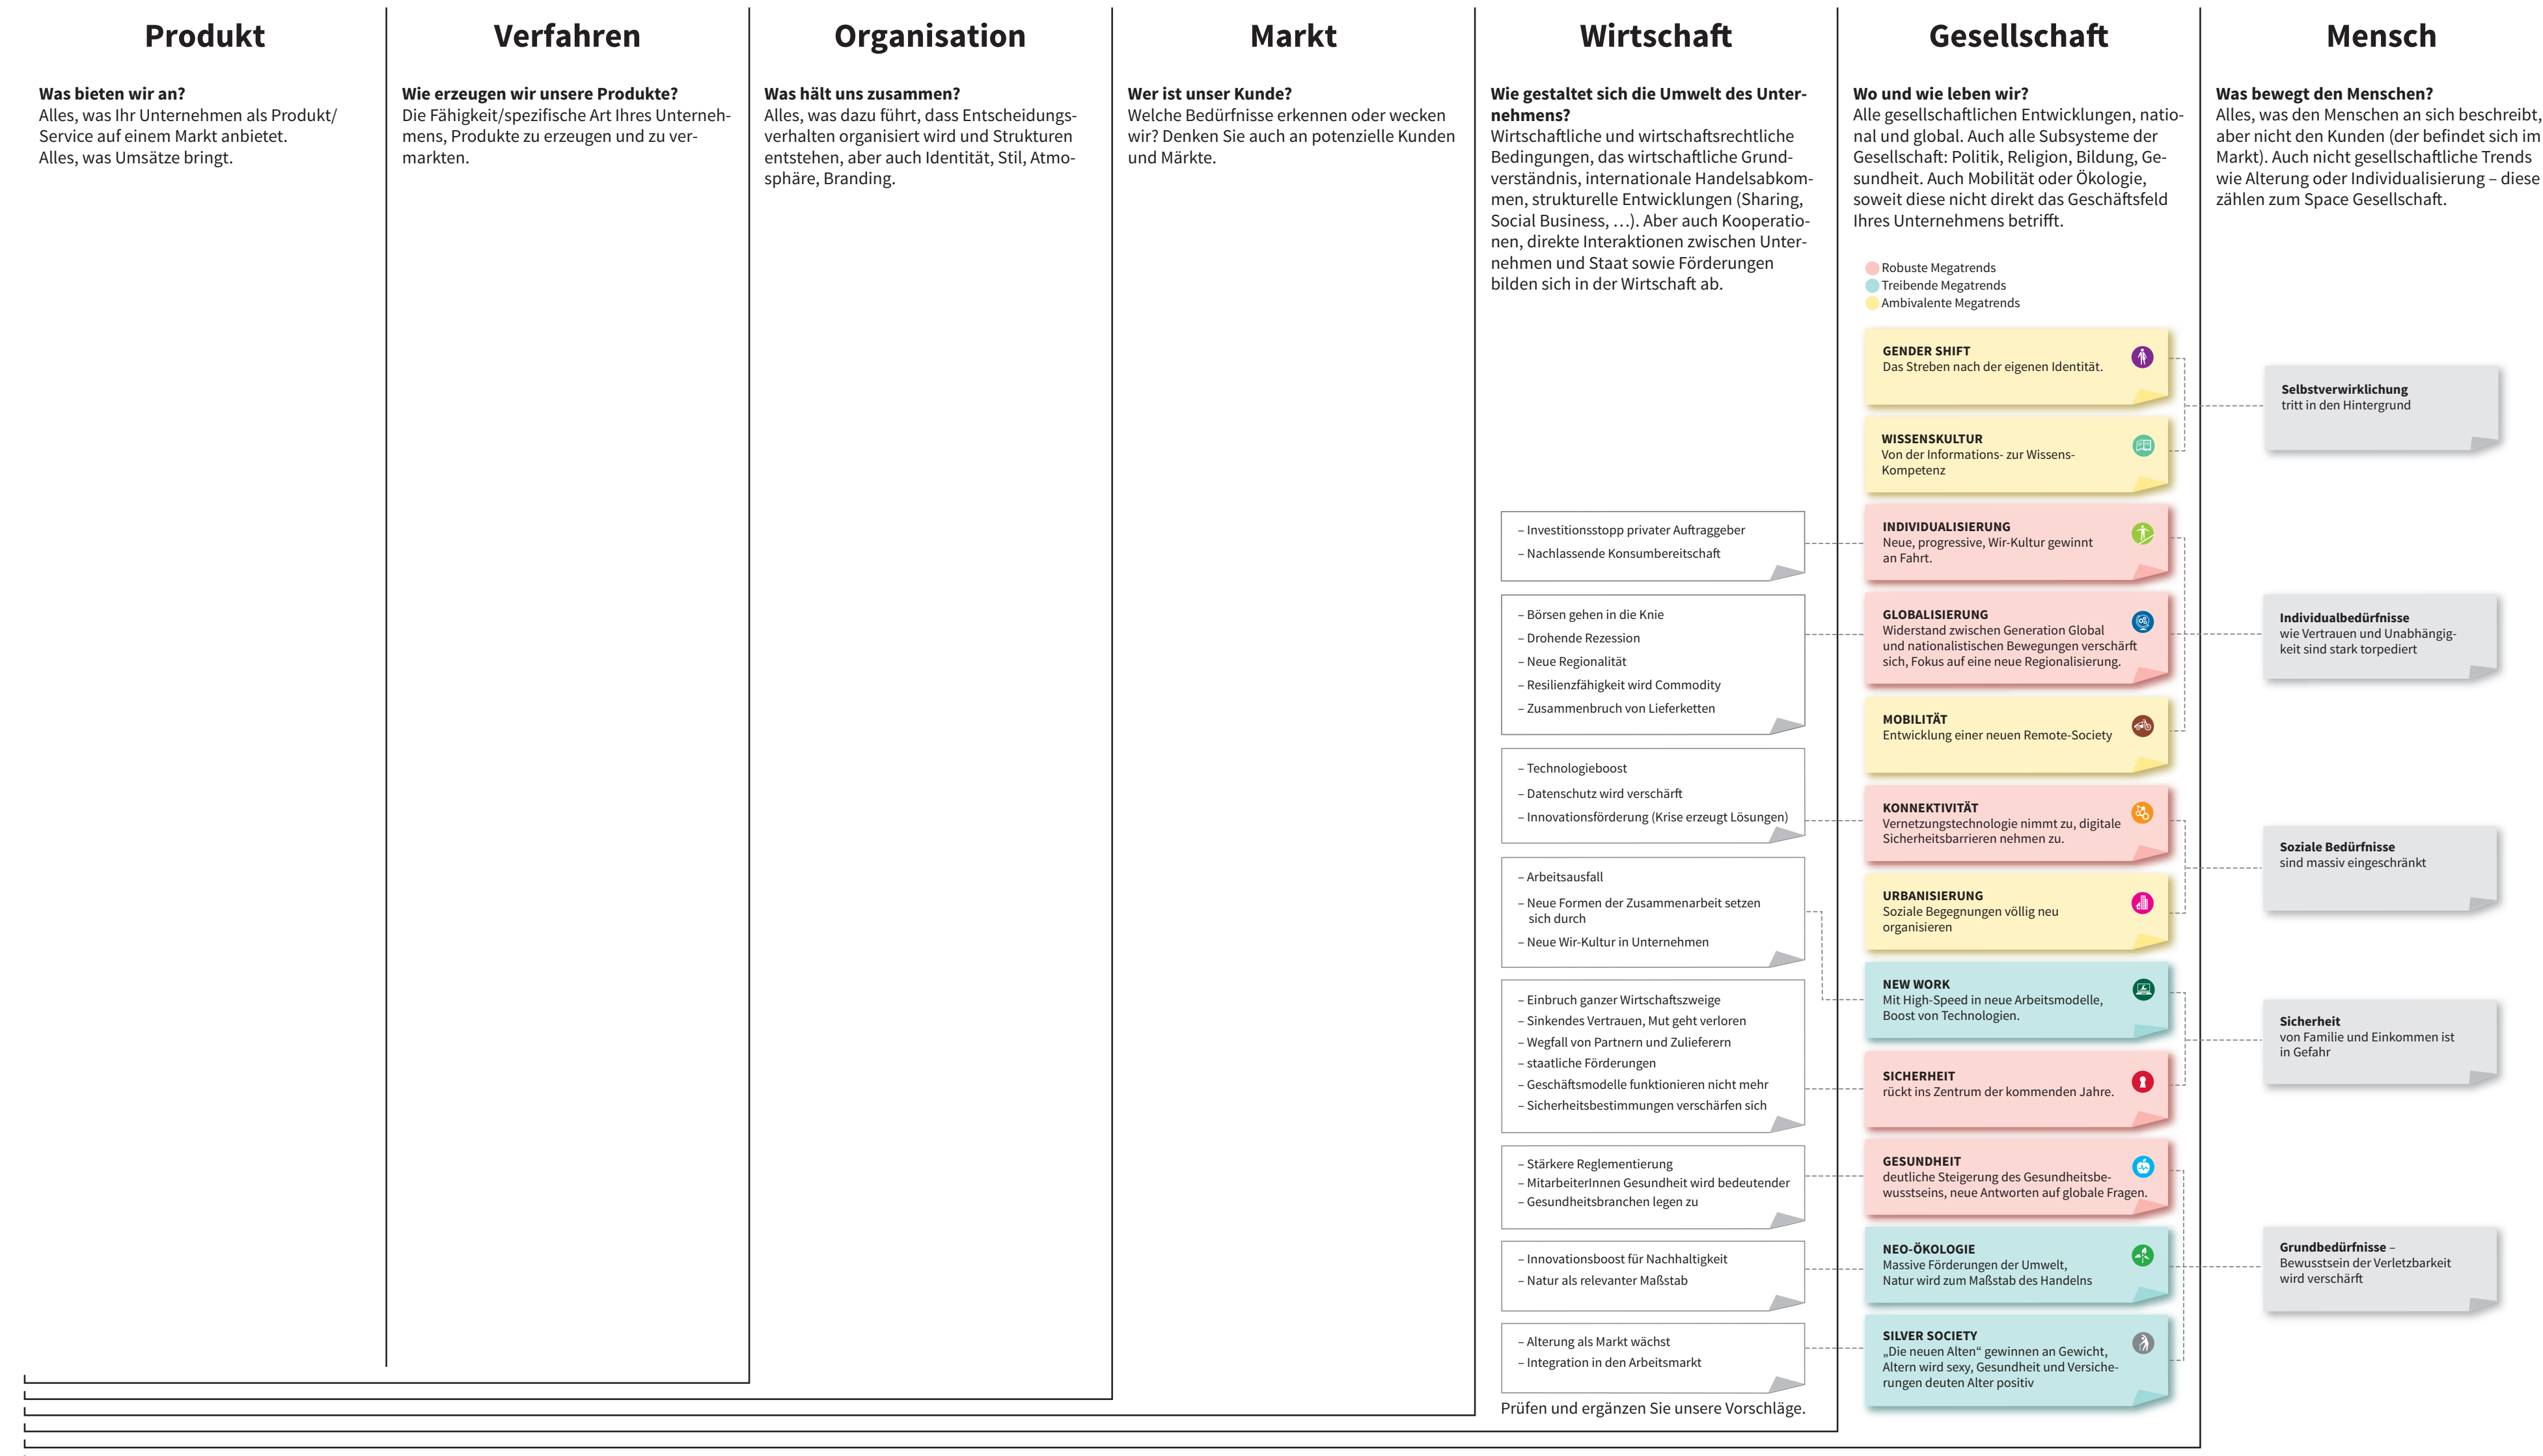 Produkt
Was bieten wir an?
Alles, was Ihr Unternehmen als Produkt/
Service auf einem Markt anbietet.
Alles, was Umsätze bringt.
Verfahren
Wie erzeugen wir unsere Produkte?
Die Fähigkeit/spezifische Art Ihres Unterneh-
mens, Produkte zu erzeugen und zu ver-
markten.
Organisation
Was hält uns zusammen?
Alles, was dazu führt, dass Entscheidungs-
verhalten organisiert wird und Strukturen
entstehen, aber auch Identität, Stil, Atmo-
sphäre, Branding.
Markt
Wer ist unser Kunde?
Welche Bedürfnisse erkennen oder wecken
wir? Denken Sie auch an potenzielle Kunden
und Märkte.
Wirtschaft
Wie gestaltet sich die Umwelt des Unter-
nehmens?
Wirtschaftliche und wirtschaftsrechtliche
Bedingungen, das wirtschaftliche Grund-
verständnis, internationale Handelsabkom-
men, strukturelle Entwicklungen (Sharing,
Social Business, …). Aber auch Kooperatio-
nen, direkte Interaktionen zwischen Unter-
nehmen und Staat sowie Förderungen
bilden sich in der Wirtschaft ab.
– Investitionsstopp privater Auftraggeber
– Nachlassende Konsumbereitschaft
– Börsen gehen in die Knie
– Drohende Rezession
– Neue Regionalität
– Resilienzfähigkeit wird Commodity
– Zusammenbruch von Lieferketten
– Technologieboost
– Datenschutz wird verschärft
– Innovationsförderung (Krise erzeugt Lösungen)
– Arbeitsausfall
– Neue Formen der Zusammenarbeit setzen
sich durch
– Neue Wir-Kultur in Unternehmen
– Einbruch ganzer Wirtschaftszweige
– Sinkendes Vertrauen, Mut geht verloren
– Wegfall von Partnern und Zulieferern
– staatliche Förderungen
– Geschäftsmodelle funktionieren nicht mehr
– Sicherheitsbestimmungen verschärfen sich
– Stärkere Reglementierung
– MitarbeiterInnen Gesundheit wird bedeutender
– Gesundheitsbranchen legen zu
– Innovationsboost für Nachhaltigkeit
– Natur als relevanter Maßstab
– Alterung als Markt wächst
– Integration in den Arbeitsmarkt
Prüfen und ergänzen Sie unsere Vorschläge.
Gesellschaft
Wo und wie leben wir?
Alle gesellschaftlichen Entwicklungen, natio-
nal und global. Auch alle Subsysteme der
Gesellschaft: Politik, Religion, Bildung, Ge-
sundheit. Auch Mobilität oder Ökologie,
soweit diese nicht direkt das Geschäftsfeld
Ihres Unternehmens betrifft.
Robuste Megatrends
Treibende Megatrends
Ambivalente Megatrends
GENDER SHIFT
Das Streben nach der eigenen Identität.
WISSENSKULTUR
Von der Informations- zur Wissens-
Kompetenz
INDIVIDUALISIERUNG
Neue, progressive, Wir-Kultur gewinnt
an Fahrt.
GLOBALISIERUNG
Widerstand zwischen Generation Global
und nationalistischen Bewegungen verschärft
sich, Fokus auf eine neue Regionalisierung.
MOBILITÄT
Entwicklung einer neuen Remote-Society
KONNEKTIVITÄT
Vernetzungstechnologie nimmt zu, digitale
Sicherheitsbarrieren nehmen zu.
URBANISIERUNG
Soziale Begegnungen völlig neu
organisieren
NEW WORK
Mit High-Speed in neue Arbeitsmodelle,
Boost von Technologien.
SICHERHEIT
rückt ins Zentrum der kommenden Jahre.
GESUNDHEIT
deutliche Steigerung des Gesundheitsbe-
wusstseins, neue Antworten auf globale Fragen.
NEO-ÖKOLOGIE
Massive Förderungen der Umwelt,
Natur wird zum Maßstab des Handelns
SILVER SOCIETY
„Die neuen Alten“ gewinnen an Gewicht,
Altern wird sexy, Gesundheit und Versiche-
rungen deuten Alter positiv
Mensch
Was bewegt den Menschen?
Alles, was den Menschen an sich beschreibt,
aber nicht den Kunden (der befindet sich im
Markt). Auch nicht gesellschaftliche Trends
wie Alterung oder Individualisierung – diese
zählen zum Space Gesellschaft.
Selbstverwirklichung
tritt in den Hintergrund
Individualbedürfnisse
wie Vertrauen und Unabhängig-
keit sind stark torpediert
Soziale Bedürfnisse
sind massiv eingeschränkt
Sicherheit
von Familie und Einkommen ist
in Gefahr
Grundbedürfnisse –
Bewusstsein der Verletzbarkeit
wird verschärft